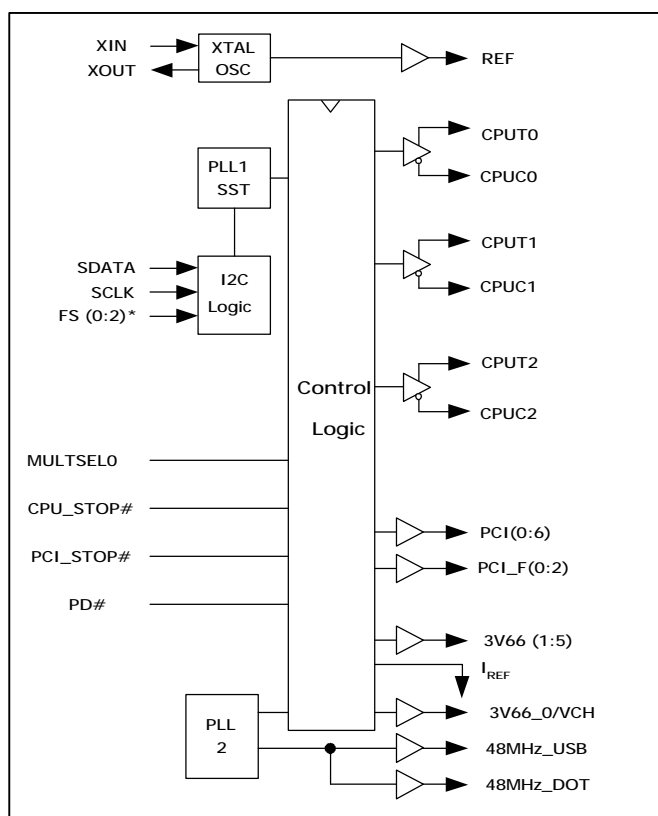 XIN
XOUT
XTAL
OSC
REF
PLL1
SST
CPUT0
CPUC0
SDATA
SCLK
FS (0:2)*
I2C
Logic
CPUT1
CPUC1
Control
Logic
CPUT2
CPUC2
MULTSEL0
CPU_STOP#
PCI_STOP#
PD#
PCI(0:6)
PCI_F(0:2)
3V66 (1:5)
IREF
PLL
2
3V66_0/VCH
48MHz_USB
48MHz_DOT